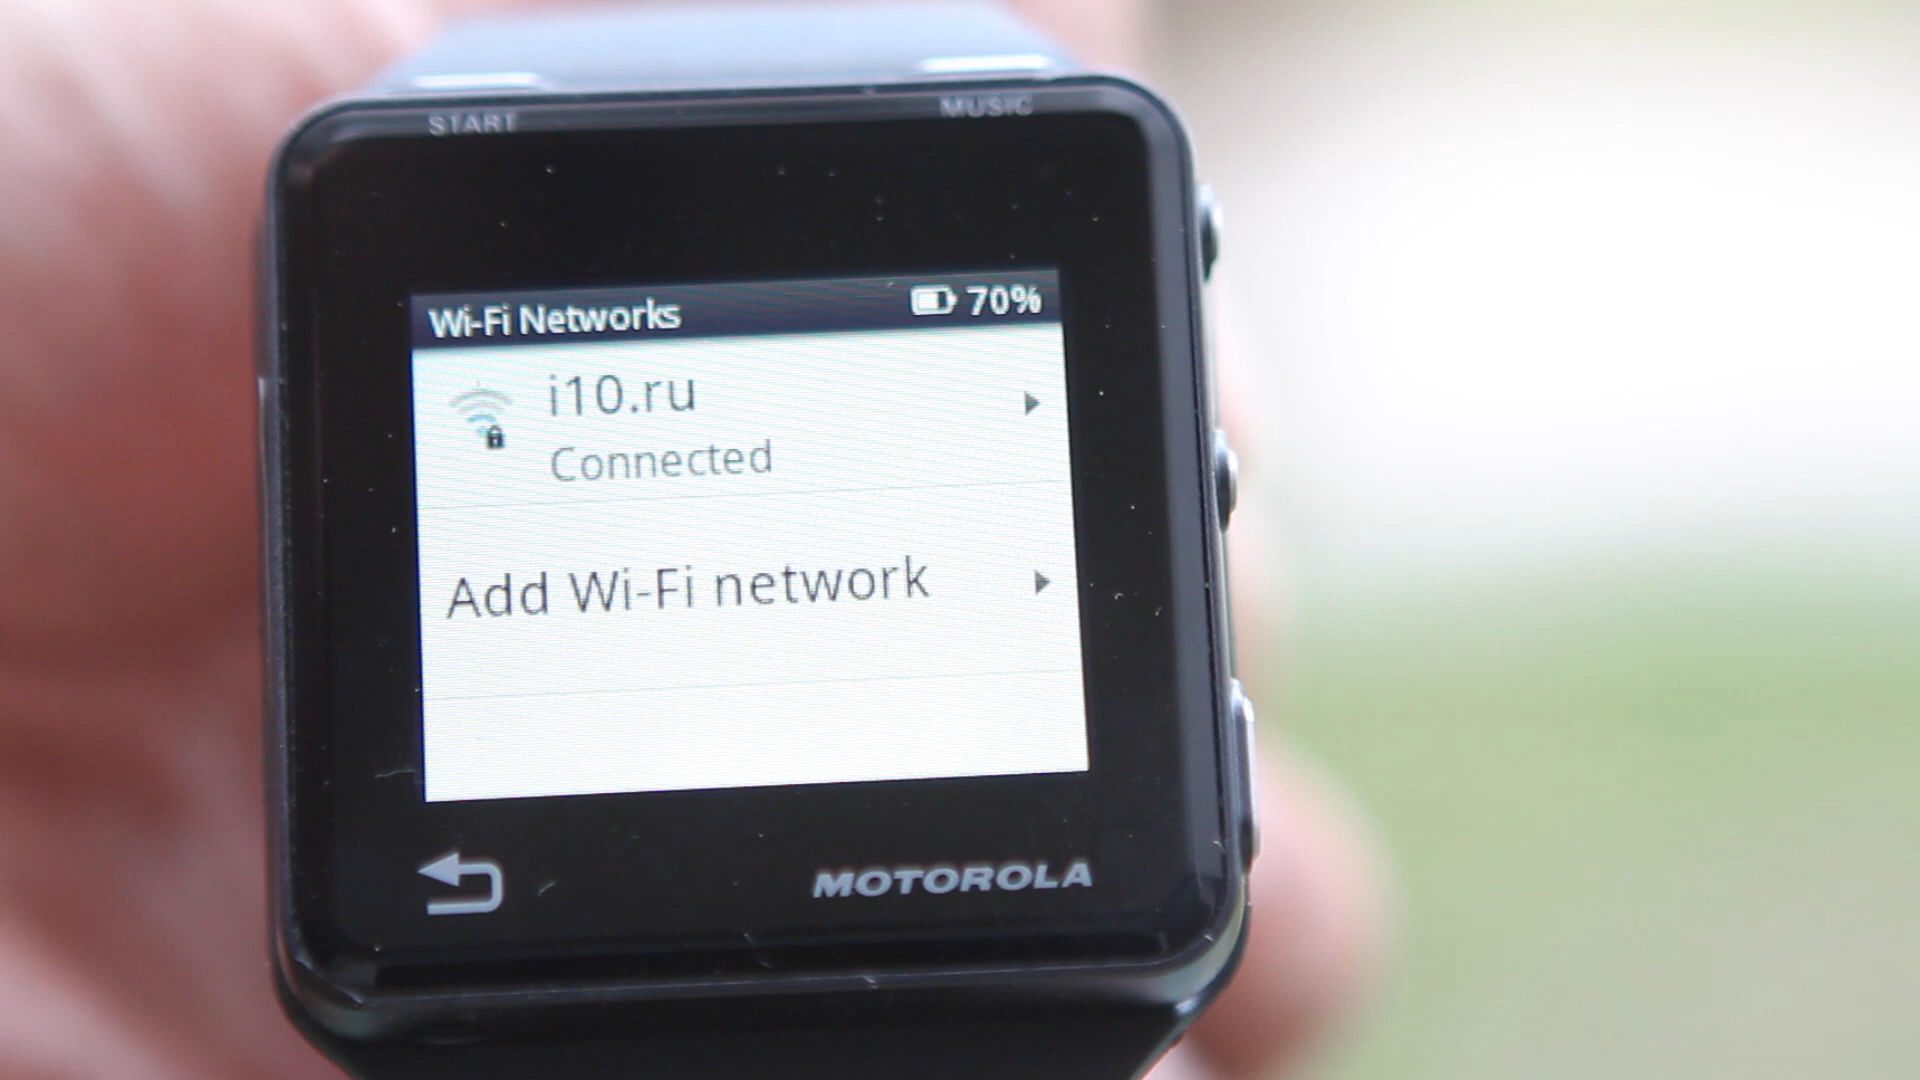 START MUSIC
Wi-Fi Networks 70%
i10.ru
Connected
Add Wi-Fi network
MOTOROLA